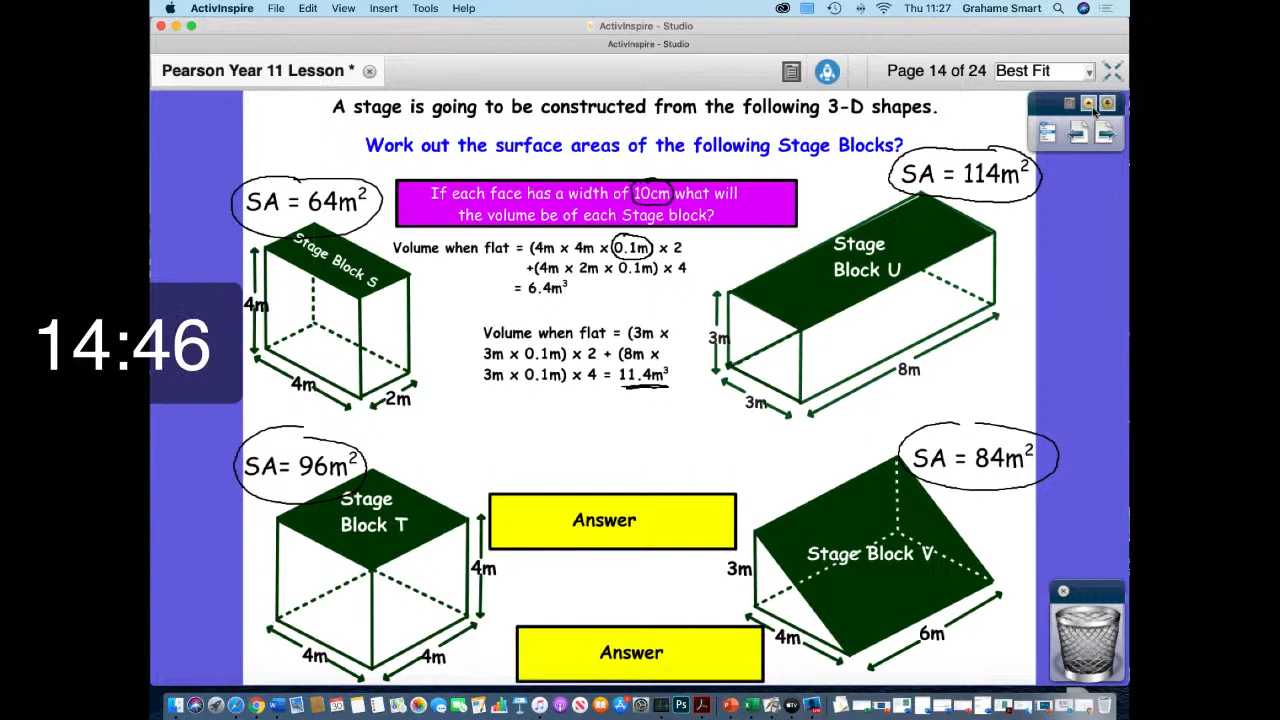 ActivInspire File Edit View Insert Tools Help Thu 11:27 Grahame Smart
ActivInspire - Studio
ActivInspire - Studio
Pearson Year 11 Lesson *
Page 14 of 24
Best Fit
A stage is going to be constructed from the following 3-D shapes.
Work out the surface areas of the following Stage Blocks?
If each face has a width of 10cm what will
the volume be of each Stage block?
SA = 64m²
SA = 114m²
Stage Block S
4m
4m
2m
Volume when flat = (4m x 4m x 0.1m) x 2
+(4m x 2m x 0.1m) x 4
= 6.4m³
Volume when flat = (3m x
3m x 0.1m) x 2 + (8m x
3m x 0.1m) x 4 = 11.4m³
Stage
Block U
3m
3m
8m
14:46
SA= 96m²
Stage
Block T
4m
4m
4m
Answer
Answer
SA = 84m²
Stage Block V
3m
4m
6m